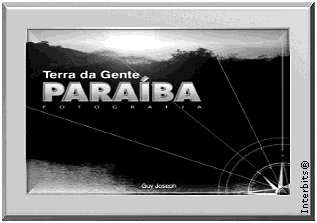 Terra da Gente
PARAÍBA
FOTOGRAFIA
Guy Joseph
Interbits®